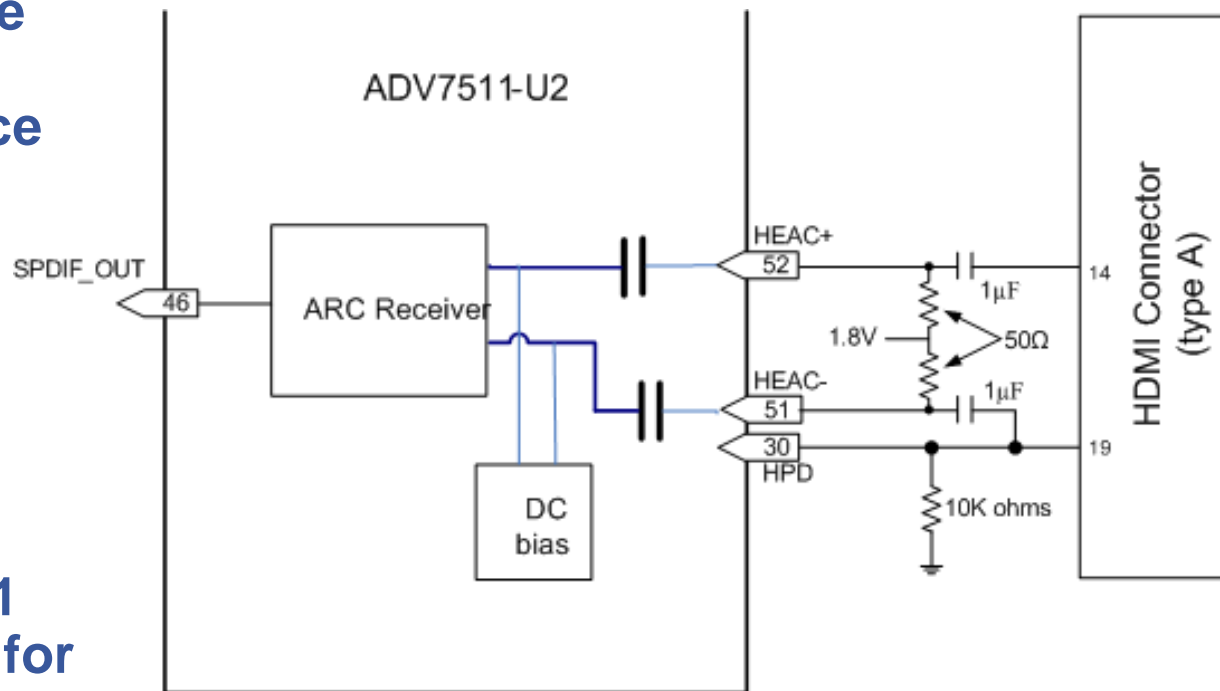 e
ce
1
for
ADV7511-U2
SPDIF_OUT
46
ARC Receiver
DC
bias
HEAC+
52
1µF
14
1.8V
50Ω
HEAC-
51
1µF
30
HPD
19
10K ohms
HDMI Connector
(type A)